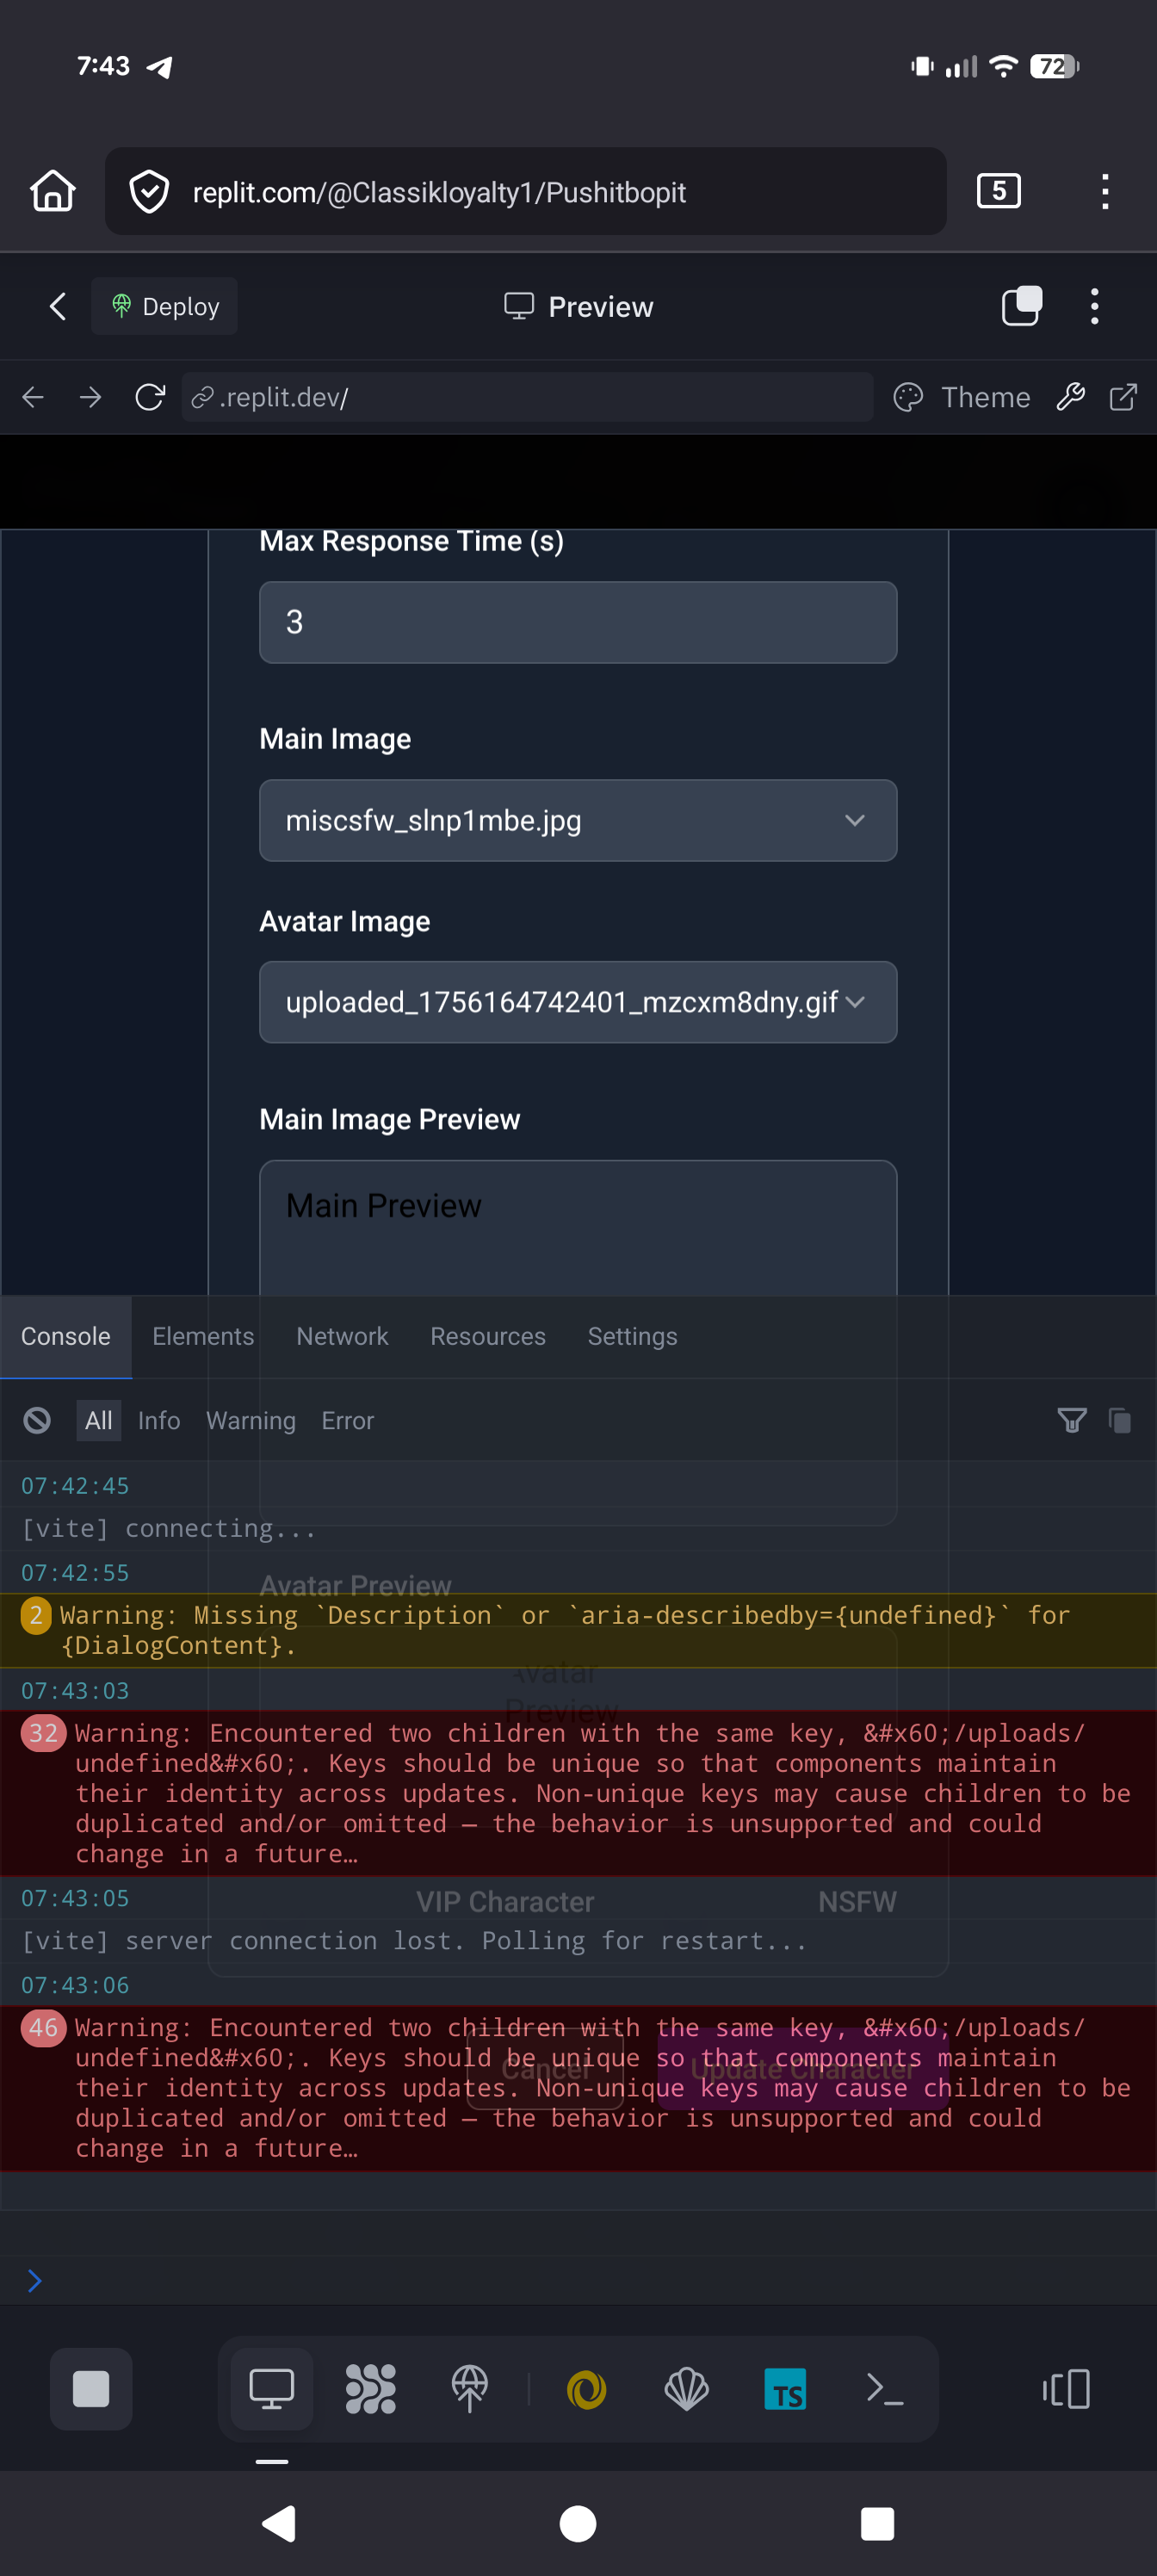 7:43
72
replit.com/@Classikloyalty1/Pushitbopit
5
Deploy
Preview
.replit.dev/
Theme
Max Response Time (s)
3
Main Image
miscsfw_slnp1mbe.jpg
Avatar Image
uploaded_1756164742401_mzcxm8dny.gif
Main Image Preview
Main Preview
Console
Elements
Network
Resources
Settings
All
Info
Warning
Error
07:42:45
[vite] connecting...
07:42:55
Avatar Preview
2
Warning: Missing `Description` or `aria-describedby={undefined}` for
{DialogContent}.
Avatar
Preview
07:43:03
32
Warning: Encountered two children with the same key, &#x60;/uploads/
undefined&#x60;. Keys should be unique so that components maintain
their identity across updates. Non-unique keys may cause children to be
duplicated and/or omitted — the behavior is unsupported and could
change in a future…
07:43:05
VIP Character
NSFW
[vite] server connection lost. Polling for restart...
07:43:06
46
Warning: Encountered two children with the same key, &#x60;/uploads/
undefined&#x60;. Keys should be unique so that components maintain
their identity across updates. Non-unique keys may cause children to be
duplicated and/or omitted — the behavior is unsupported and could
change in a future…
Cancel
Update Character
TS